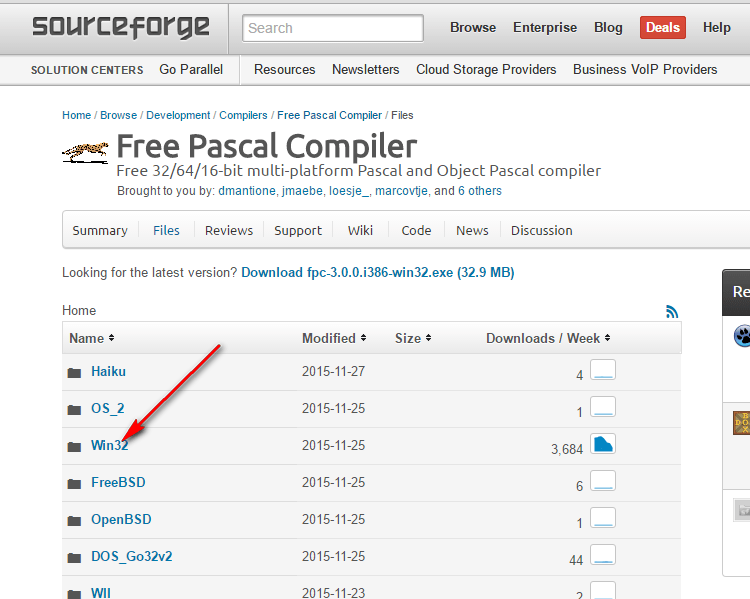 sourceforge
Search
Browse Enterprise Blog Deals Help
SOLUTION CENTERS Go Parallel Resources Newsletters Cloud Storage Providers Business VoIP Providers
Home / Browse / Development / Compilers / Free Pascal Compiler / Files
Free Pascal Compiler
Free 32/64/16-bit multi-platform Pascal and Object Pascal compiler
Brought to you by: dmantione, jmaebe, loesje_, marcovtje, and 6 others
Summary Files Reviews Support Wiki Code News Discussion
Looking for the latest version? Download fpc-3.0.0.i386-win32.exe (32.9 MB)
Re
Home
Name Modified Size Downloads / Week
Haiku 2015-11-27 4
OS_2 2015-11-25 1
Win32 2015-11-25 3,684
FreeBSD 2015-11-25 6
OpenBSD 2015-11-25 1
DOS_Go32v2 2015-11-25 44
WII 2015-11-23 2